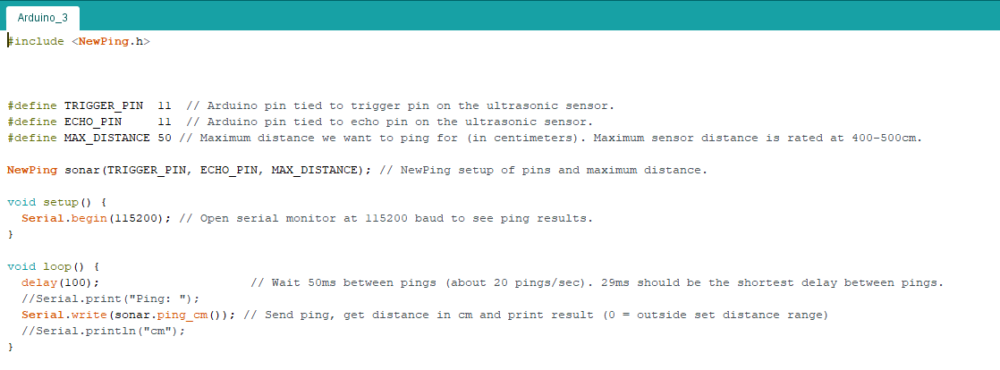 Arduino_3
#include <NewPing.h>
#define TRIGGER_PIN  11  // Arduino pin tied to trigger pin on the ultrasonic sensor.
#define ECHO_PIN     11  // Arduino pin tied to echo pin on the ultrasonic sensor.
#define MAX_DISTANCE 50 // Maximum distance we want to ping for (in centimeters). Maximum sensor distance is rated at 400-500cm.
NewPing sonar(TRIGGER_PIN, ECHO_PIN, MAX_DISTANCE); // NewPing setup of pins and maximum distance.
void setup() {
  Serial.begin(115200); // Open serial monitor at 115200 baud to see ping results.
}
void loop() {
  delay(100);                     // Wait 50ms between pings (about 20 pings/sec). 29ms should be the shortest delay between pings.
  //Serial.print("Ping: ");
  Serial.write(sonar.ping_cm()); // Send ping, get distance in cm and print result (0 = outside set distance range)
  //Serial.println("cm");
}